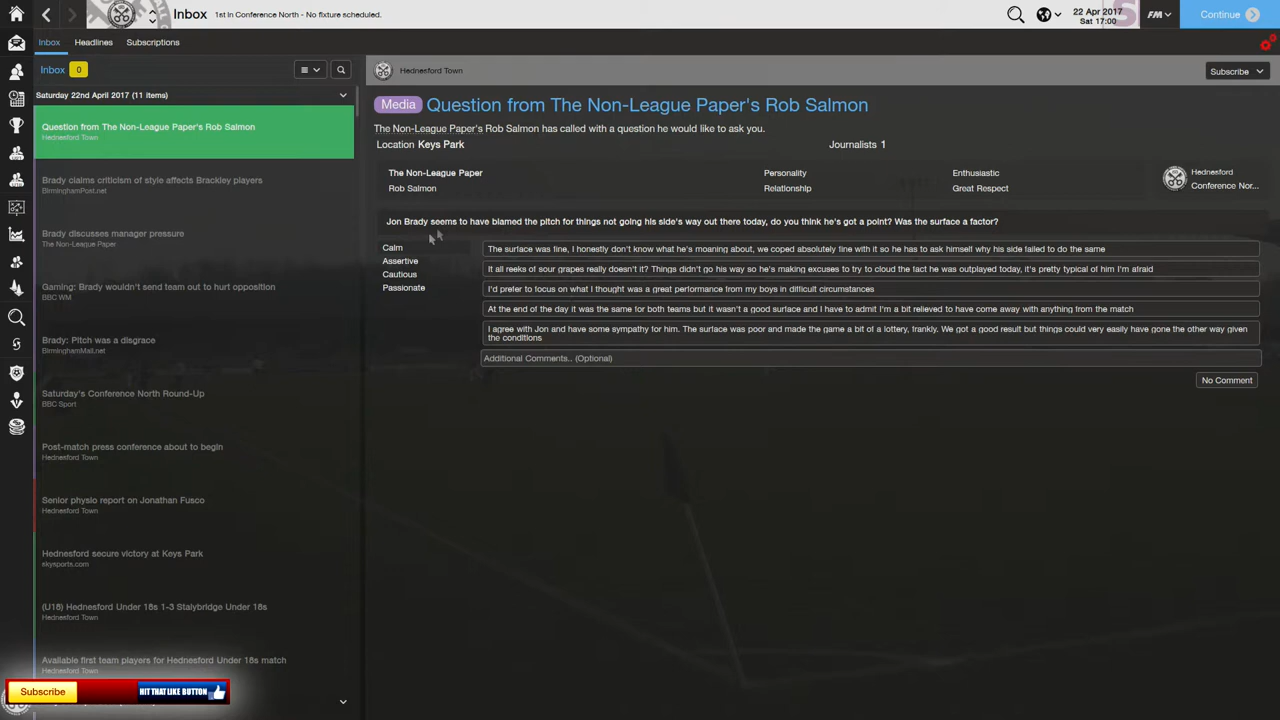 Inbox
1st in Conference North - No fixture scheduled.
22 Apr 2017
Sat 17:00
FM
Continue
Inbox
Headlines
Subscriptions
Inbox 0
Saturday 22nd April 2017 (11 items)
Question from The Non-League Paper's Rob Salmon
Hednesford Town
Brady claims criticism of style affects Brackley players
BirminghamPost.net
Brady discusses manager pressure
The Non-League Paper
Gaming: Brady wouldn't send team out to hurt opposition
BBC WM
Brady: Pitch was a disgrace
BirminghamMail.net
Saturday's Conference North Round-Up
BBC Sport
Post-match press conference about to begin
Hednesford Town
Senior physio report on Jonathan Fusco
Hednesford Town
Hednesford secure victory at Keys Park
skysports.com
(U18) Hednesford Under 18s 1-3 Stalybridge Under 18s
Hednesford Town
Available first team players for Hednesford Under 18s match
Hednesford Town
Subscribe
HIT THAT LIKE BUTTON
Hednesford Town
Subscribe
Media
Question from The Non-League Paper's Rob Salmon
The Non-League Paper's Rob Salmon has called with a question he would like to ask you.
Location Keys Park
Journalists 1
The Non-League Paper
Rob Salmon
Personality
Relationship
Enthusiastic
Great Respect
Hednesford
Conference Nor...
Jon Brady seems to have blamed the pitch for things not going his side's way out there today, do you think he's got a point? Was the surface a factor?
Calm
Assertive
Cautious
Passionate
The surface was fine, I honestly don't know what he's moaning about, we coped absolutely fine with it so he has to ask himself why his side failed to do the same
It all reeks of sour grapes really doesn't it? Things didn't go his way so he's making excuses to try to cloud the fact he was outplayed today, it's pretty typical of him I'm afraid
I'd prefer to focus on what I thought was a great performance from my boys in difficult circumstances
At the end of the day it was the same for both teams but it wasn't a good surface and I have to admit I'm a bit relieved to have come away with anything from the match
I agree with Jon and have some sympathy for him. The surface was poor and made the game a bit of a lottery, frankly. We got a good result but things could very easily have gone the other way given
the conditions
Additional Comments.. (Optional)
No Comment